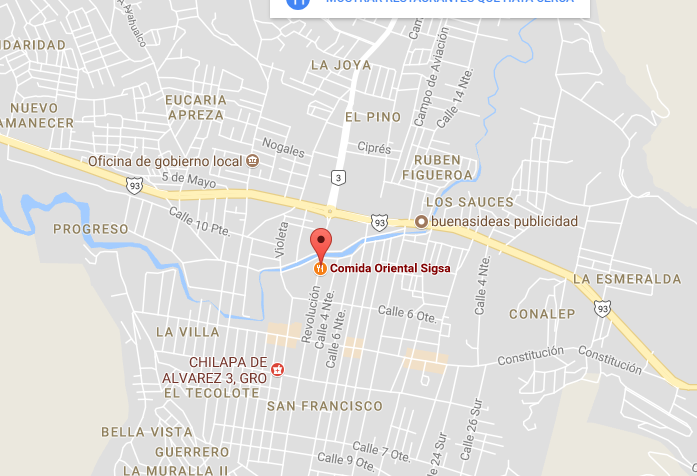 MOSTRAR RESTAURANTES QUE HAYA CERCA
Ayahualco
IDARIDAD
LA JOYA
Campo de Aviación
Calle 14 Nte.
NUEVO
AMANECER
EUCARIA
APREZA
EL PINO
Nogales
Ciprés
Oficina de gobierno local
RUBEN
FIGUEROA
5 de Mayo
93
3
LOS SAUCES
Calle 10 Pte.
93
buenasideas publicidad
PROGRESO
Violeta
Comida Oriental Sigsa
Calle 4 Nte.
LA ESMERALDA
Revolución
Calle 4 Nte.
Calle 6 Nte.
Calle 6 Ote.
93
CONALEP
LA VILLA
Constitución
Constitución
CHILAPA DE
ALVAREZ 3, GRO
EL TECOLOTE
SAN FRANCISCO
BELLA VISTA
Calle 26 Sur
GUERRERO
Calle 7 Ote.
Calle 9 Ote.
24 Sur
LA MURALLA II